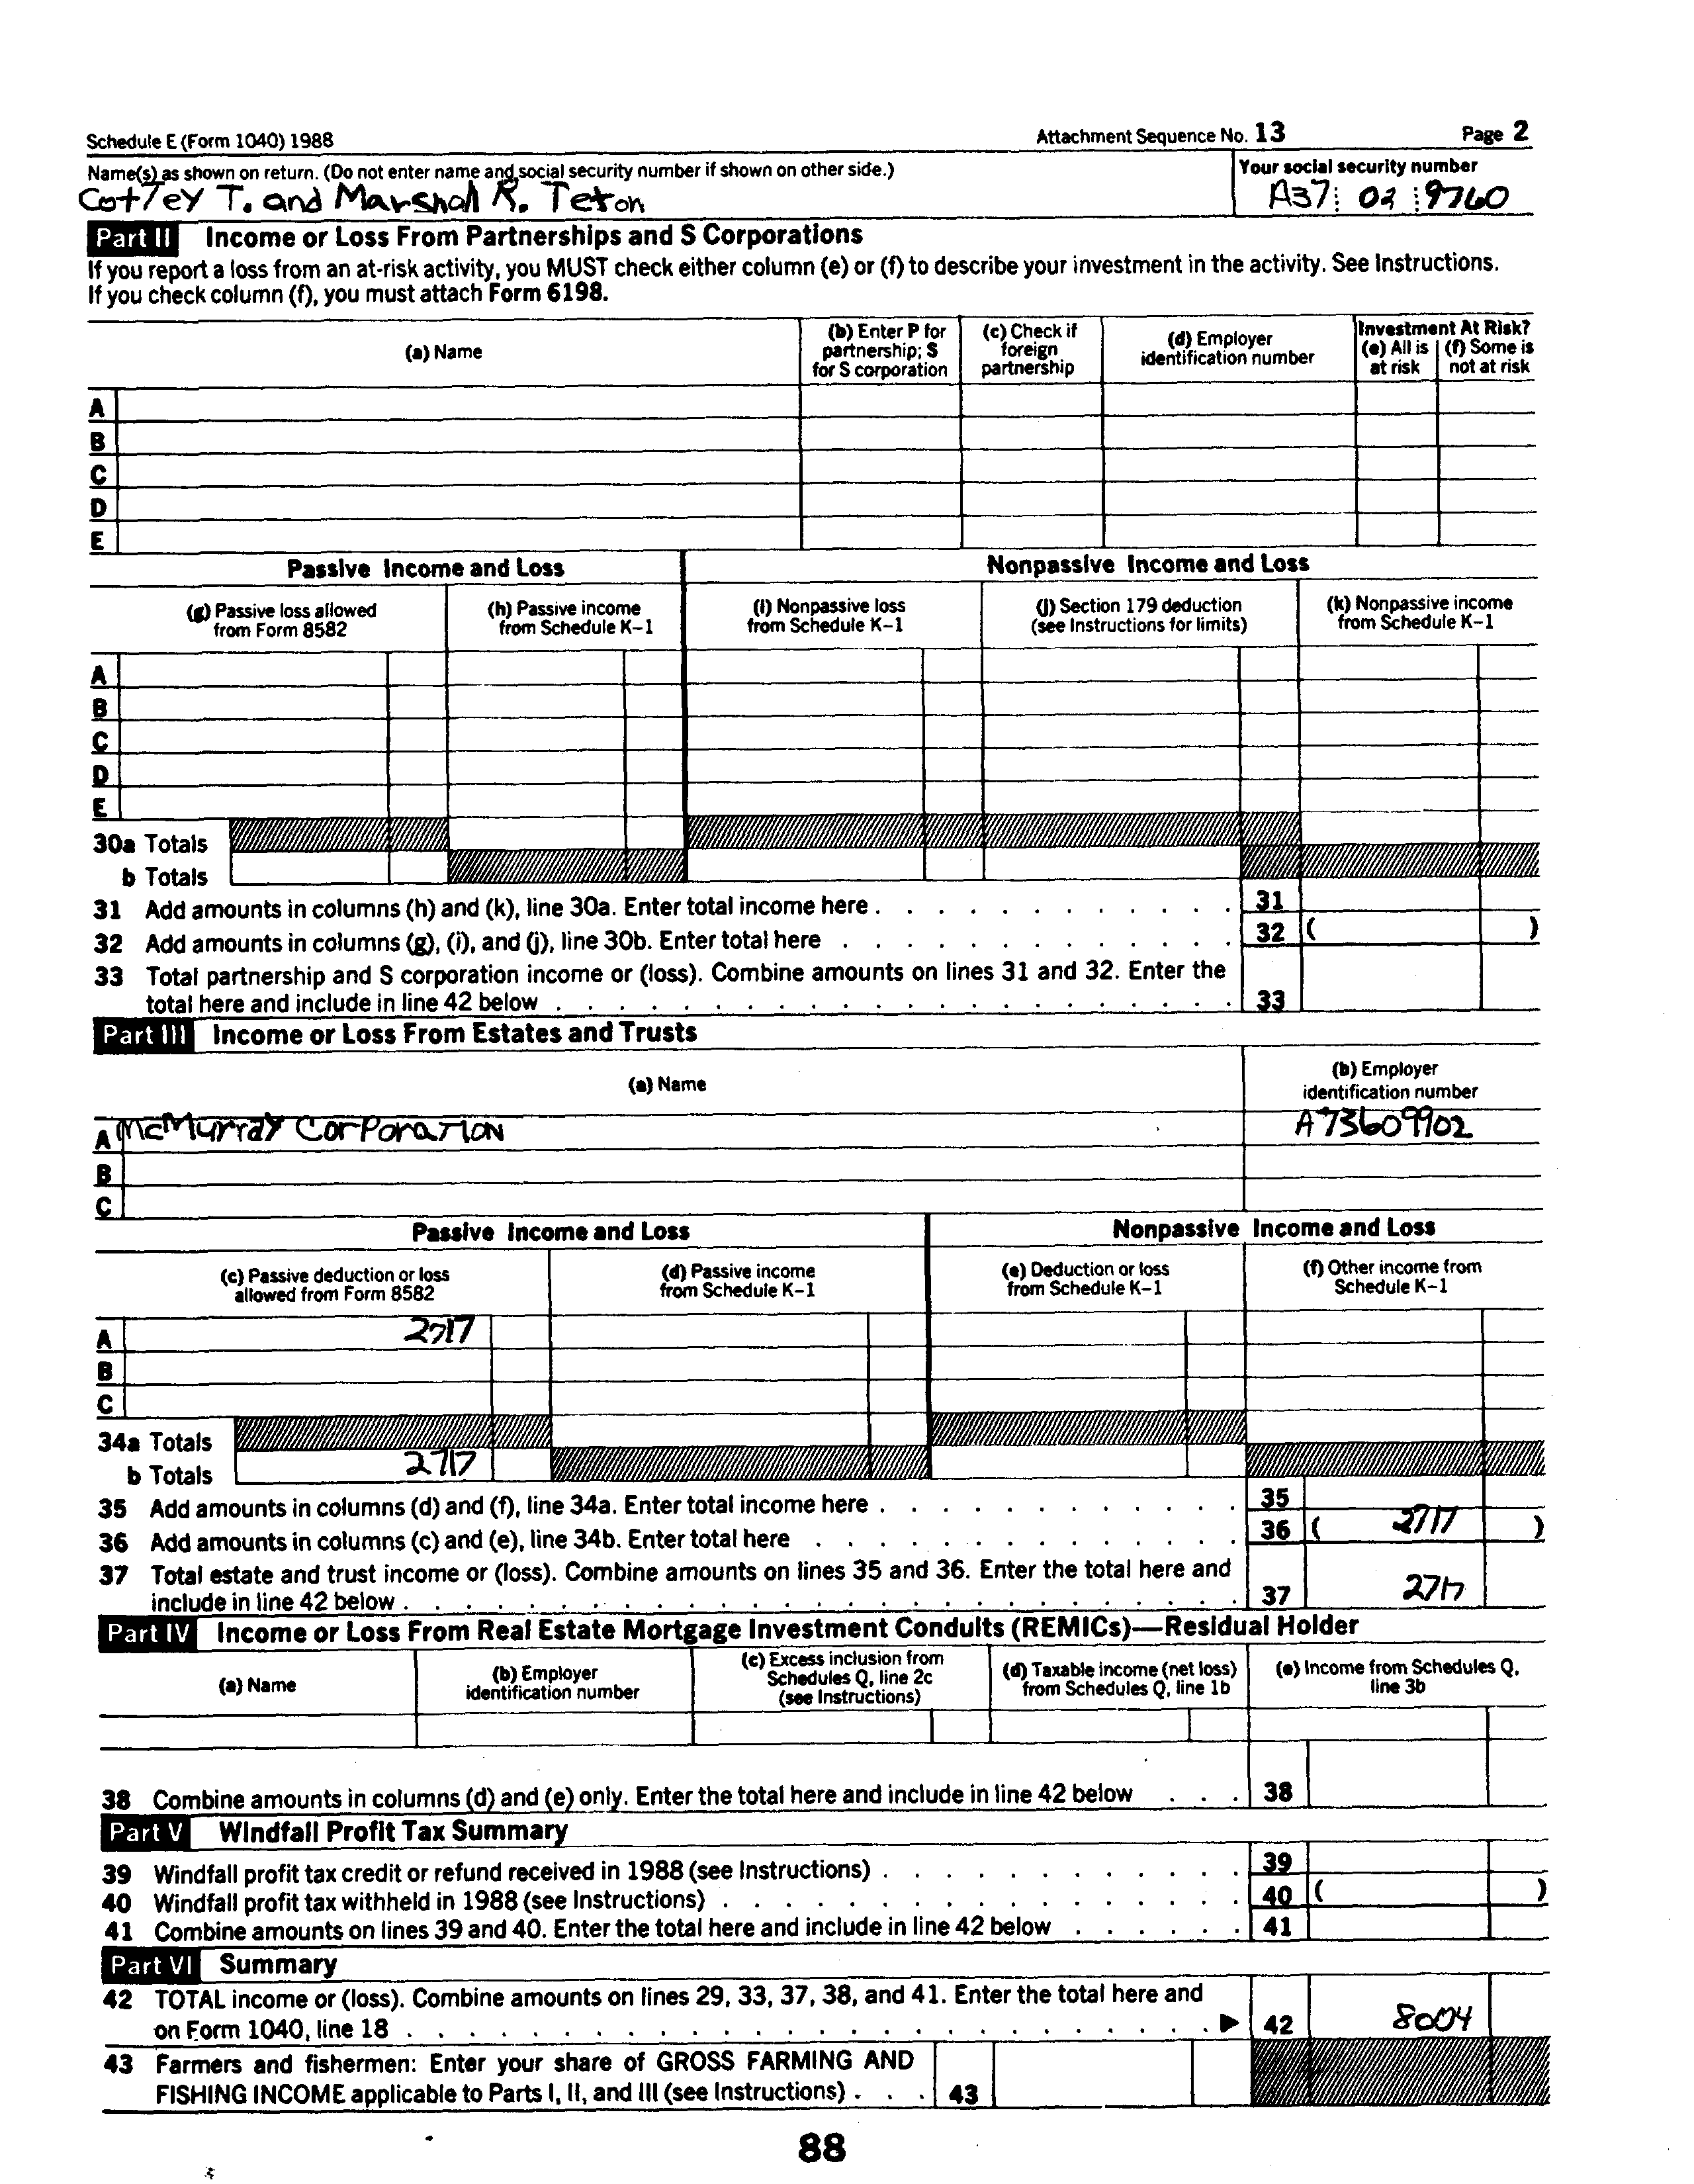 Schedule E (Form 1040) 1988 Attachment Sequence No. 13 Page 2
Name(s) as shown on return. (Do not enter name and social security number if shown on other side.) Your social security number
Cotley T. and Marshall R. Teton A37 02 9760
Part II Income or Loss From Partnerships and S Corporations
If you report a loss from an at-risk activity, you MUST check either column (e) or (f) to describe your investment in the activity. See Instructions.
If you check column (f), you must attach Form 6198.
(a) Name
(b) Enter P for partnership; S for S corporation
(c) Check if foreign partnership
(d) Employer identification number
Investment At Risk?
(e) All is at risk
(f) Some is not at risk
A
B
C
D
E
Passive Income and Loss Nonpassive Income and Loss
(g) Passive loss allowed from Form 8582
(h) Passive income from Schedule K–1
(i) Nonpassive loss from Schedule K–1
(j) Section 179 deduction (see Instructions for limits)
(k) Nonpassive income from Schedule K–1
A
B
C
D
E
30a Totals
b Totals
31 Add amounts in columns (h) and (k), line 30a. Enter total income here . 31
32 Add amounts in columns (g), (i), and (j), line 30b. Enter total here . 32 ( )
33 Total partnership and S corporation income or (loss). Combine amounts on lines 31 and 32. Enter the
total here and include in line 42 below . 33
Part III Income or Loss From Estates and Trusts
(a) Name
(b) Employer identification number
A McMurray Corporation A73609902
B
C
Passive Income and Loss Nonpassive Income and Loss
(c) Passive deduction or loss allowed from Form 8582
(d) Passive income from Schedule K–1
(e) Deduction or loss from Schedule K–1
(f) Other income from Schedule K–1
A 2717
B
C
34a Totals
b Totals 2717
35 Add amounts in columns (d) and (f), line 34a. Enter total income here . 35
36 Add amounts in columns (c) and (e), line 34b. Enter total here . 36 ( 2717 )
37 Total estate and trust income or (loss). Combine amounts on lines 35 and 36. Enter the total here and
include in line 42 below . 37 2717
Part IV Income or Loss From Real Estate Mortgage Investment Conduits (REMICs)—Residual Holder
(a) Name
(b) Employer identification number
(c) Excess inclusion from Schedules Q, line 2c (see Instructions)
(d) Taxable income (net loss) from Schedules Q, line 1b
(e) Income from Schedules Q, line 3b
38 Combine amounts in columns (d) and (e) only. Enter the total here and include in line 42 below . 38
Part V Windfall Profit Tax Summary
39 Windfall profit tax credit or refund received in 1988 (see Instructions) . 39
40 Windfall profit tax withheld in 1988 (see Instructions) . 40 ( )
41 Combine amounts on lines 39 and 40. Enter the total here and include in line 42 below . 41
Part VI Summary
42 TOTAL income or (loss). Combine amounts on lines 29, 33, 37, 38, and 41. Enter the total here and
on Form 1040, line 18 . ▶ 42 8004
43 Farmers and fishermen: Enter your share of GROSS FARMING AND
FISHING INCOME applicable to Parts I, II, and III (see Instructions) . 43
88